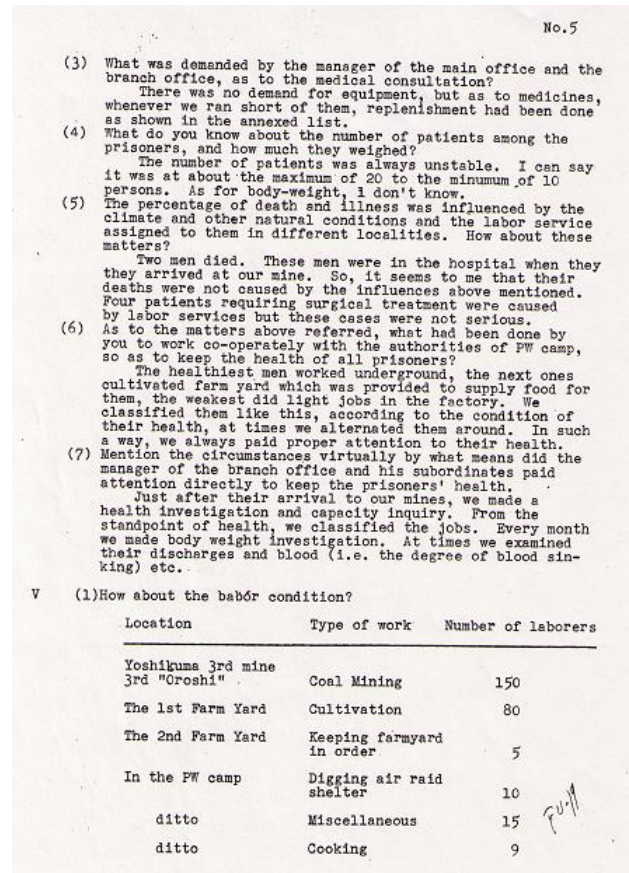 No.5
(3) What was demanded by the manager of the main office and the
branch office, as to the medical consultation?
There was no demand for equipment, but as to medicines,
whenever we ran short of them, replenishment had been done
as shown in the annexed list.
(4) What do you know about the number of patients among the
prisoners, and how much they weighed?
The number of patients was always unstable. I can say
it was at about the maximum of 20 to the minumum of 10
persons. As for body-weight, i don't know.
(5) The percentage of death and illness was influenced by the
climate and other natural conditions and the labor service
assigned to them in different localities. How about these
matters?
Two men died. These men were in the hospital when they
they arrived at our mine. So, it seems to me that their
deaths were not caused by the influences above mentioned.
Four patients requiring surgical treatment were caused
by labor services but these cases were not serious.
(6) As to the matters above referred, what had been done by
you to work co-operately with the authorities of PW camp,
so as to keep the health of all prisoners?
The healthiest men worked underground, the next ones
cultivated farm yard which was provided to supply food for
them, the weakest did light jobs in the factory. We
classified them like this, according to the condition of
their health, at times we alternated them around. In such
a way, we always paid proper attention to their health.
(7) Mention the circumstances virtually by what means did the
manager of the branch office and his subordinates paid
attention directly to keep the prisoners' health.
Just after their arrival to our mines, we made a
health investigation and capacity inquiry. From the
standpoint of health, we classified the jobs. Every month
we made body weight investigation. At times we examined
their discharges and blood (i.e. the degree of blood sin-
king) etc.
V (1)How about the babór condition?
Location Type of work Number of laborers
Yoshikuma 3rd mine
3rd "Oroshi" Coal Mining 150
The 1st Farm Yard Cultivation 80
The 2nd Farm Yard Keeping farmyard
in order 5
In the PW camp Digging air raid
shelter 10
ditto Miscellaneous 15
ditto Cooking 9